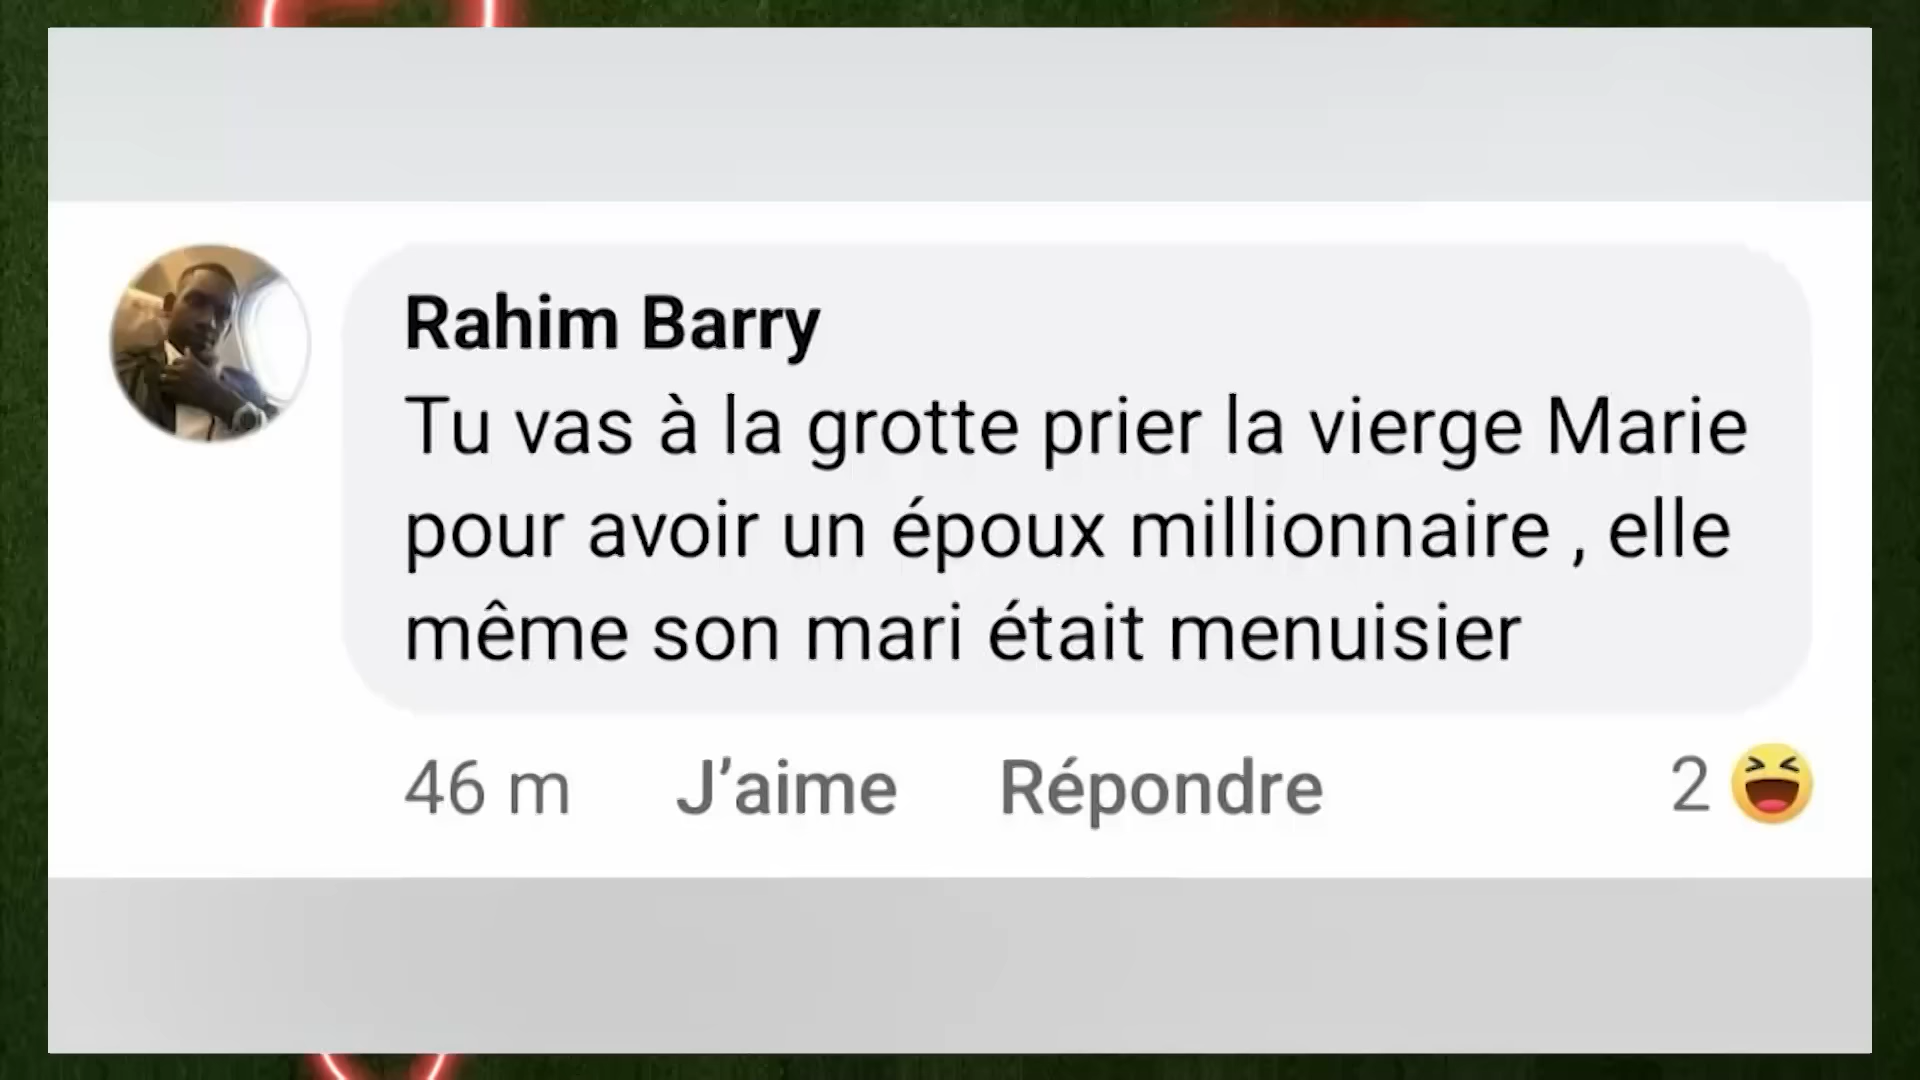 Rahim Barry
Tu vas à la grotte prier la vierge Marie
pour avoir un époux millionnaire , elle
même son mari était menuisier
46 m J’aime Répondre 2